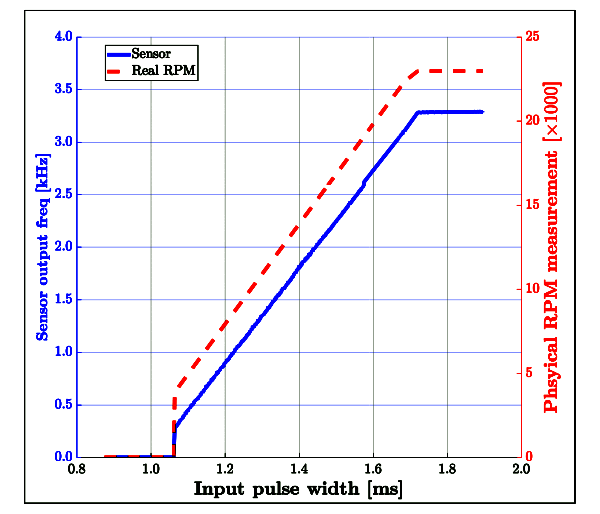 Sensor
Real RPM
4.0
3.5
3.0
2.5
2.0
1.5
1.0
0.5
0.0
Sensor output freq [kHz]
25
20
15
10
5
0
Phsyical RPM measurement [×1000]
0.8 1.0 1.2 1.4 1.6 1.8 2.0
Input pulse width [ms]